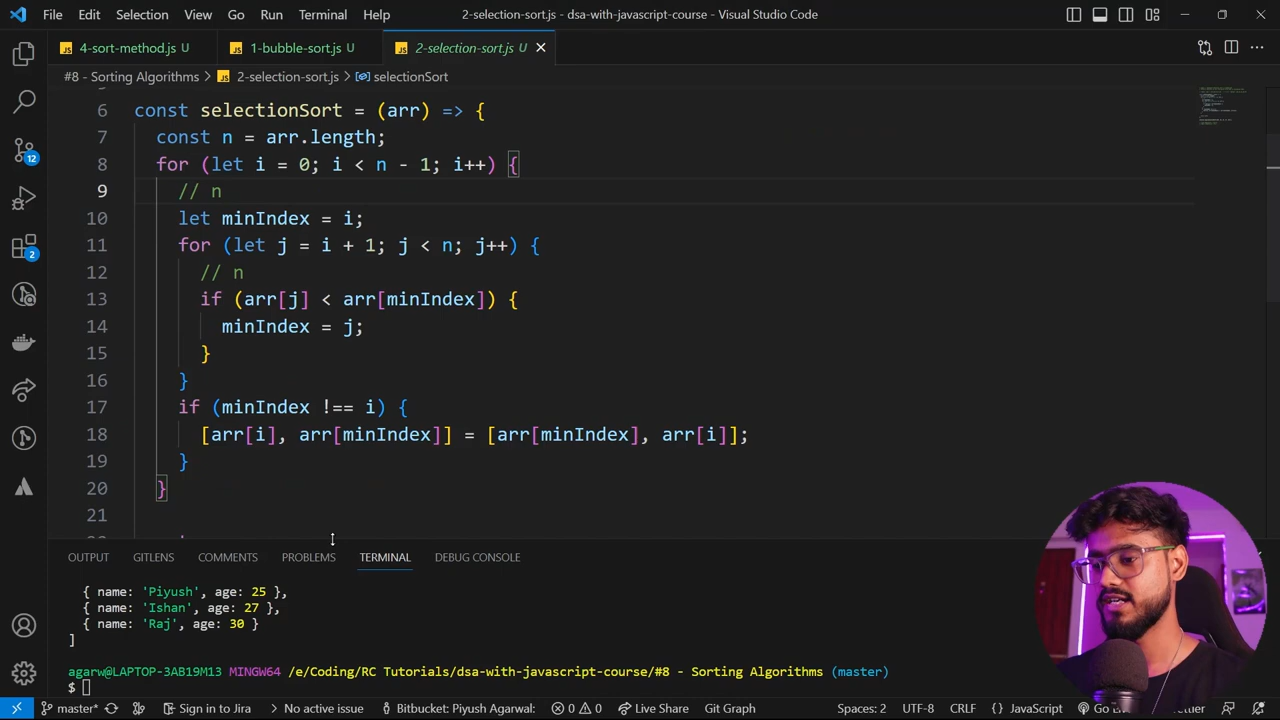 File Edit Selection View Go Run Terminal Help 2-selection-sort.js - dsa-with-javascript-course - Visual Studio Code
JS 4-sort-method.js U JS 1-bubble-sort.js U JS 2-selection-sort.js U
#8 - Sorting Algorithms > JS 2-selection-sort.js > selectionSort
6 const selectionSort = (arr) => {
7 const n = arr.length;
8 for (let i = 0; i < n - 1; i++) {
9 // n
10 let minIndex = i;
11 for (let j = i + 1; j < n; j++) {
12 // n
13 if (arr[j] < arr[minIndex]) {
14 minIndex = j;
15 }
16 }
17 if (minIndex !== i) {
18 [arr[i], arr[minIndex]] = [arr[minIndex], arr[i]];
19 }
20 }
21
12
2
OUTPUT GITLENS COMMENTS PROBLEMS TERMINAL DEBUG CONSOLE
{ name: 'Piyush', age: 25 },
{ name: 'Ishan', age: 27 },
{ name: 'Raj', age: 30 }
]
agarw@LAPTOP-3AB19M13 MINGW64 /e/Coding/RC Tutorials/dsa-with-javascript-course/#8 - Sorting Algorithms (master)
$
master* Sign in to Jira No active issue Bitbucket: Piyush Agarwal: 0 0 Live Share Git Graph Spaces: 2 UTF-8 CRLF JavaScript Go